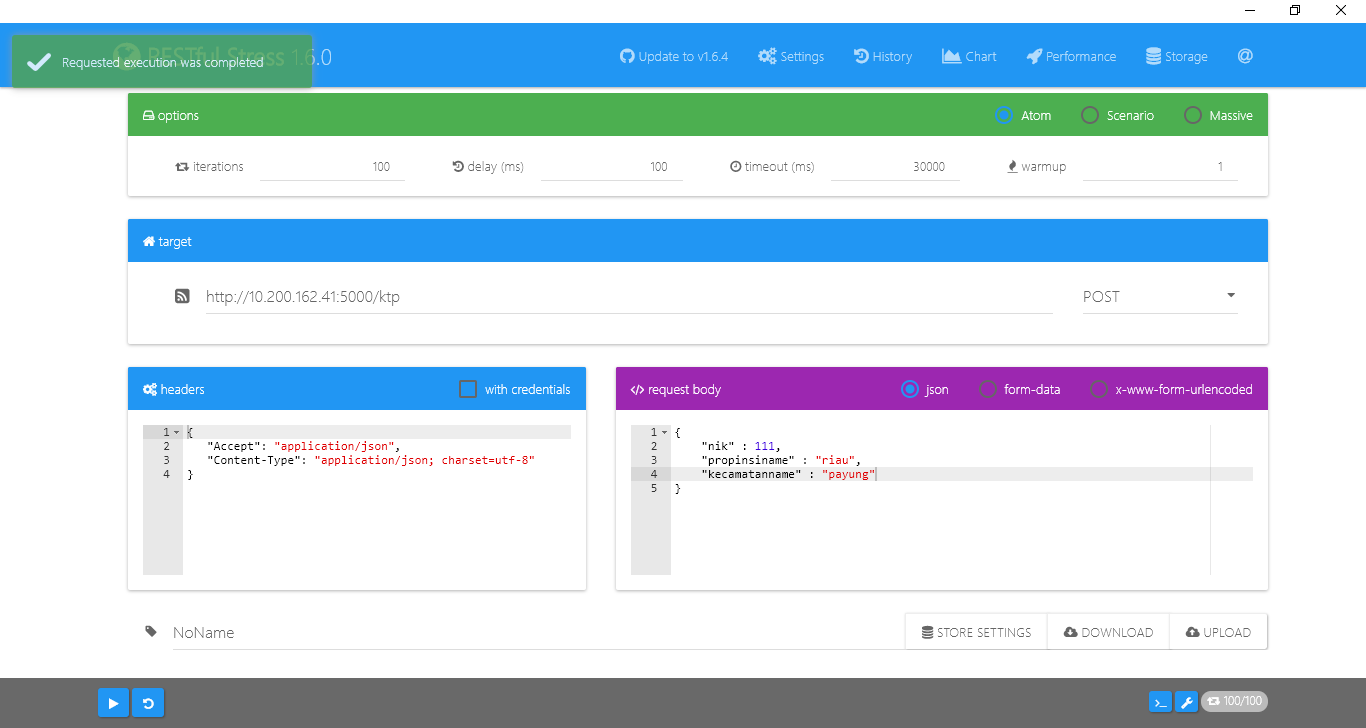 RESTful Stress 1.6.0
Requested execution was completed
Update to v1.6.4 Settings History Chart Performance Storage @
options Atom Scenario Massive
iterations 100 delay (ms) 100 timeout (ms) 30000 warmup 1
target
http://10.200.162.41:5000/ktp POST
headers with credentials
1 {
2 "Accept": "application/json",
3 "Content-Type": "application/json; charset=utf-8"
4 }
request body json form-data x-www-form-urlencoded
1 {
2 "nik" : 111,
3 "propinsiname" : "riau",
4 "kecamatanname" : "payung"
5 }
NoName STORE SETTINGS DOWNLOAD UPLOAD
>_ 100/100